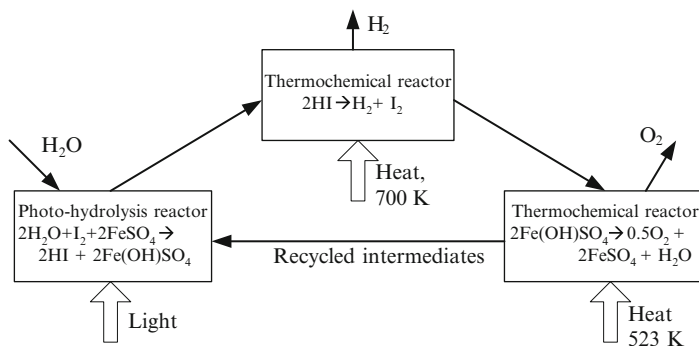 H₂
Thermochemical reactor
2HI→H₂+ I₂
H₂O
O₂
Heat,
700 K
Photo-hydrolysis reactor
2H₂O+I₂+2FeSO₄→
2HI + 2Fe(OH)SO₄
Thermochemical reactor
2Fe(OH)SO₄→0.5O₂ +
2FeSO₄ + H₂O
Recycled intermediates
Light
Heat
523 K